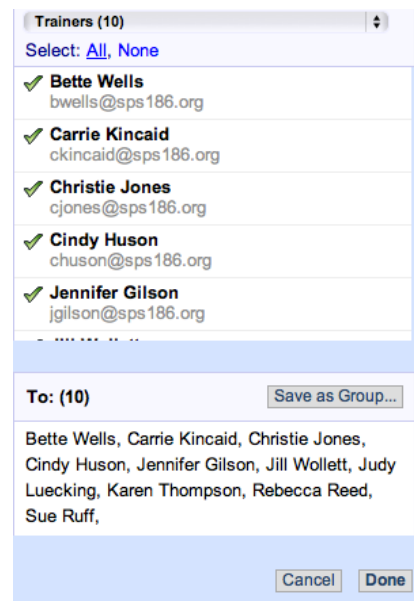 Trainers (10)
Select: All, None
Bette Wells
bwells@sps186.org
Carrie Kincaid
ckincaid@sps186.org
Christie Jones
cjones@sps186.org
Cindy Huson
chuson@sps186.org
Jennifer Gilson
jgilson@sps186.org
To: (10)
Save as Group...
Bette Wells, Carrie Kincaid, Christie Jones,
Cindy Huson, Jennifer Gilson, Jill Wollett, Judy
Luecking, Karen Thompson, Rebecca Reed,
Sue Ruff,
Cancel
Done